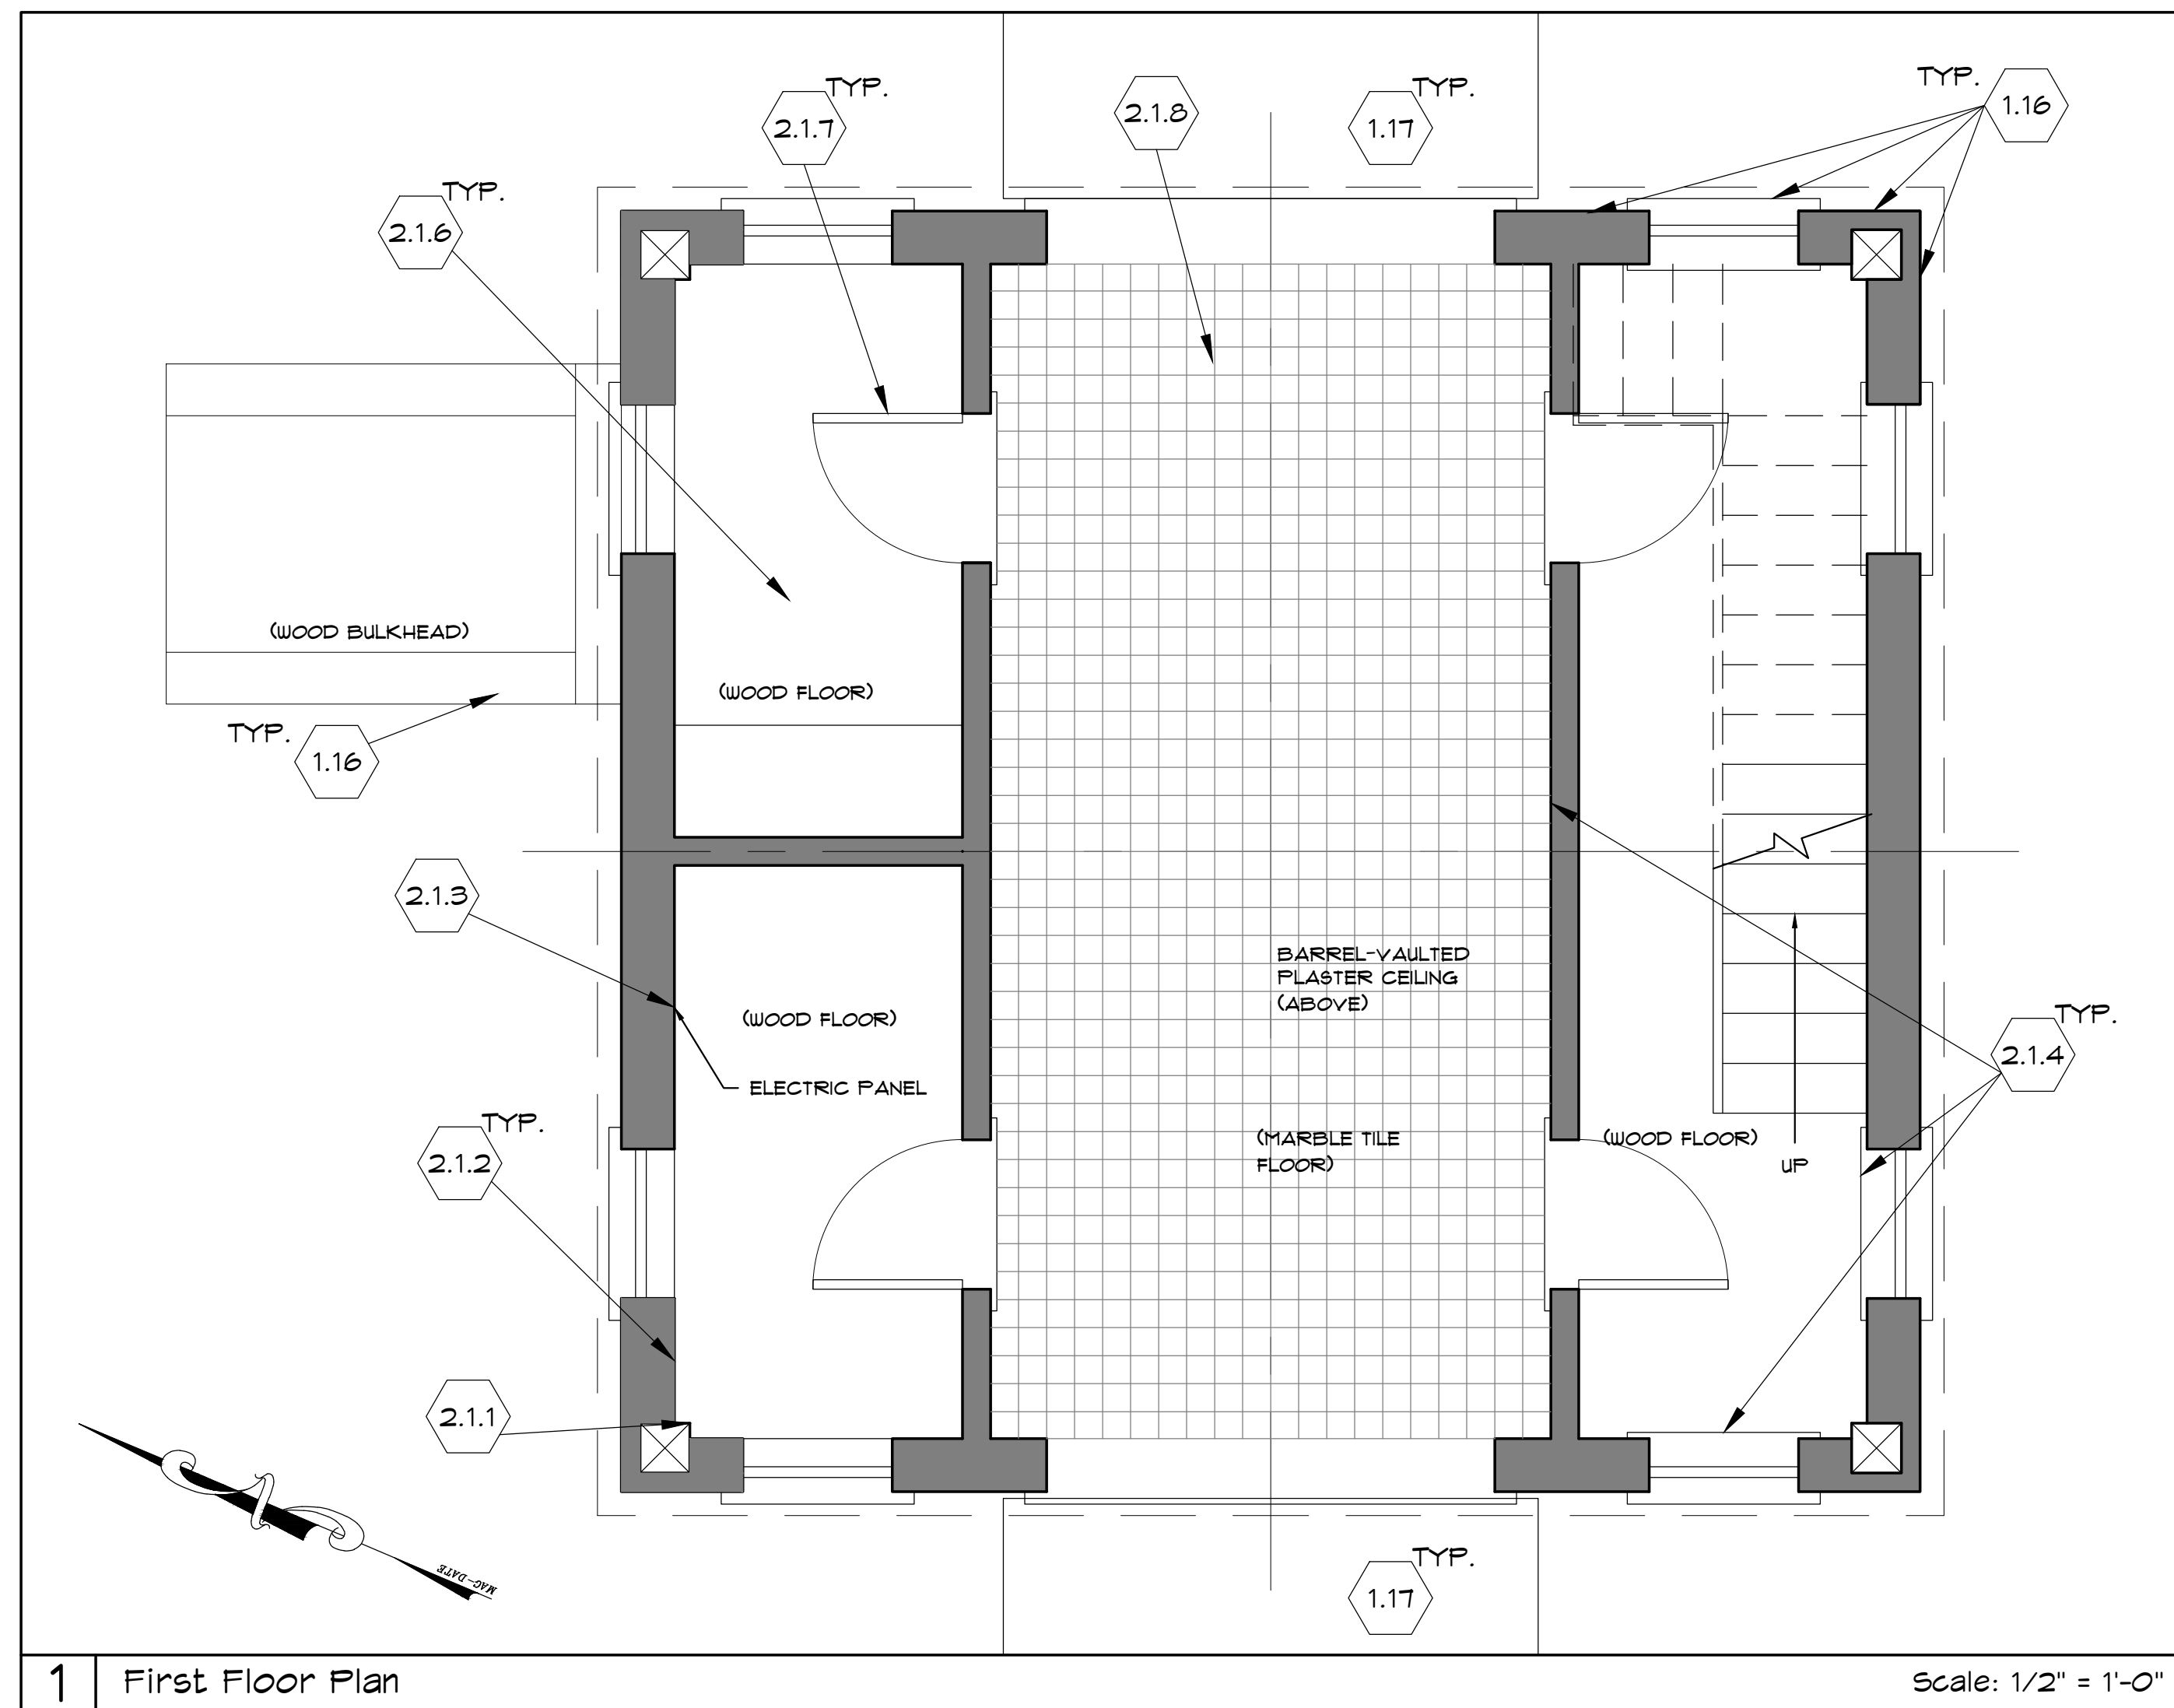 TYP.
2.1.7
2.1.8
TYP.
1.17
TYP.
1.16
TYP.
2.1.6
(WOOD BULKHEAD)
(WOOD FLOOR)
TYP.
1.16
2.1.3
(WOOD FLOOR)
ELECTRIC PANEL
BARREL-VAULTED
PLASTER CEILING
(ABOVE)
TYP.
2.1.4
TYP.
2.1.2
(MARBLE TILE
FLOOR)
(WOOD FLOOR)
UP
2.1.1
MAG-DATE
TYP.
1.17
1 First Floor Plan
Scale: 1/2" = 1'-0"